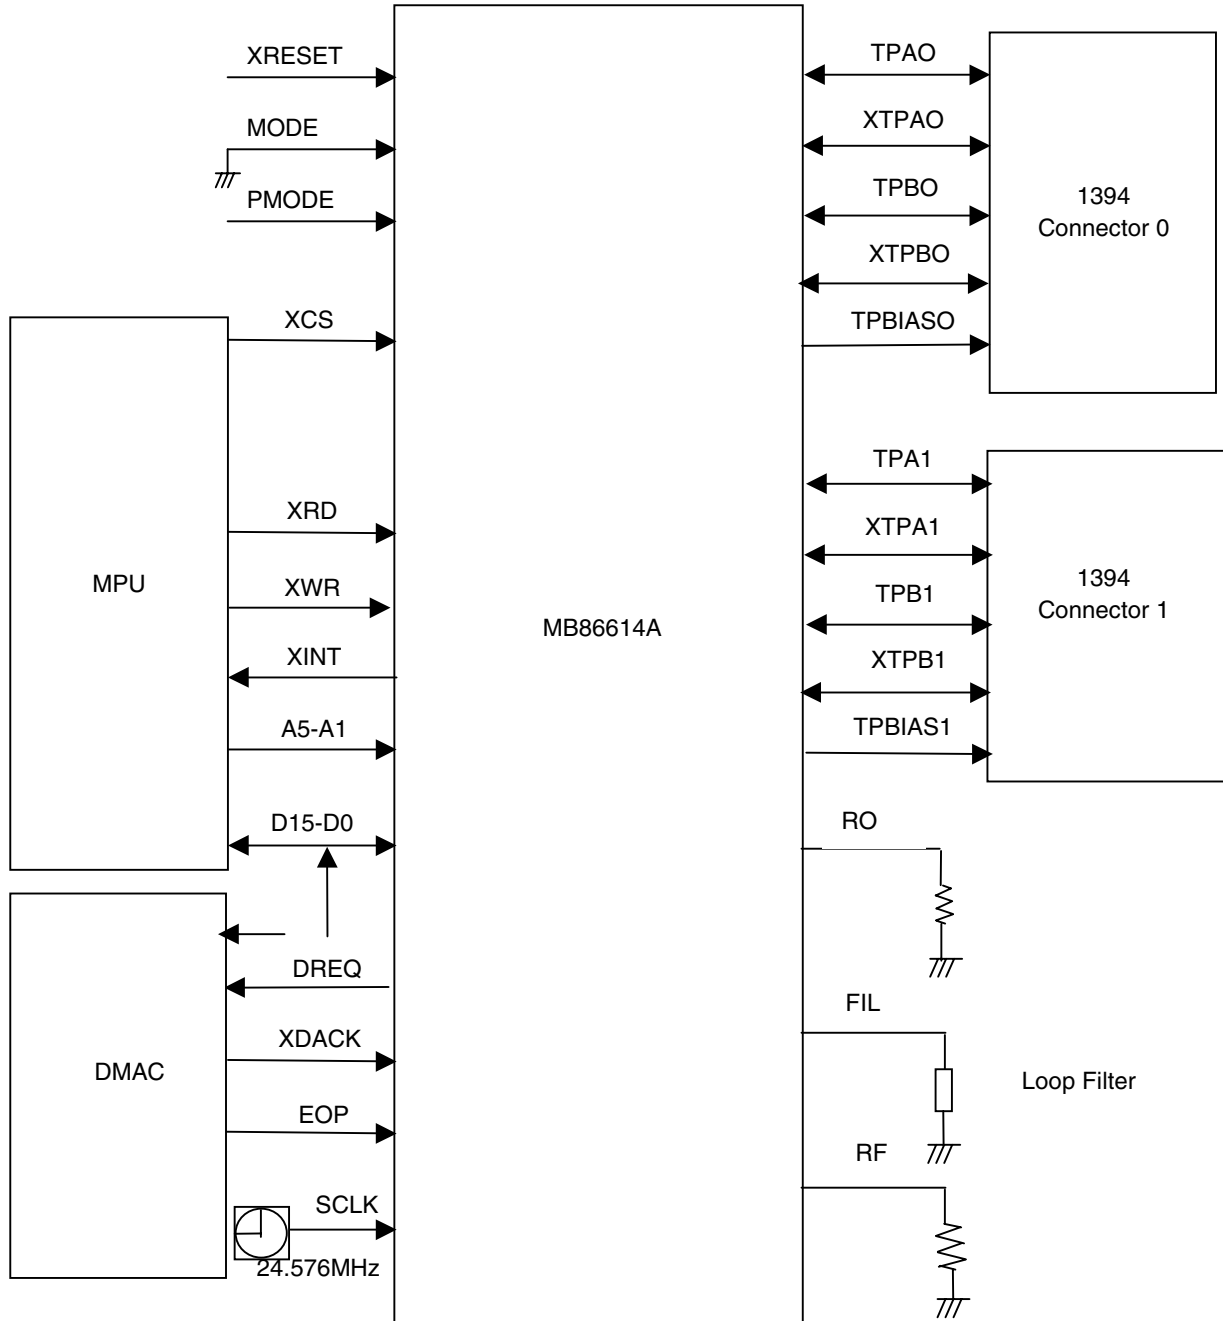 XRESET
MODE
PMODE
XCS
XRD
XWR
XINT
A5-A1
D15-D0
MPU
DREQ
XDACK
EOP
SCLK
24.576MHz
DMAC
MB86614A
TPAO
XTPAO
TPBO
XTPBO
TPBIASO
1394
Connector 0
TPA1
XTPA1
TPB1
XTPB1
TPBIAS1
1394
Connector 1
RO
FIL
Loop Filter
RF